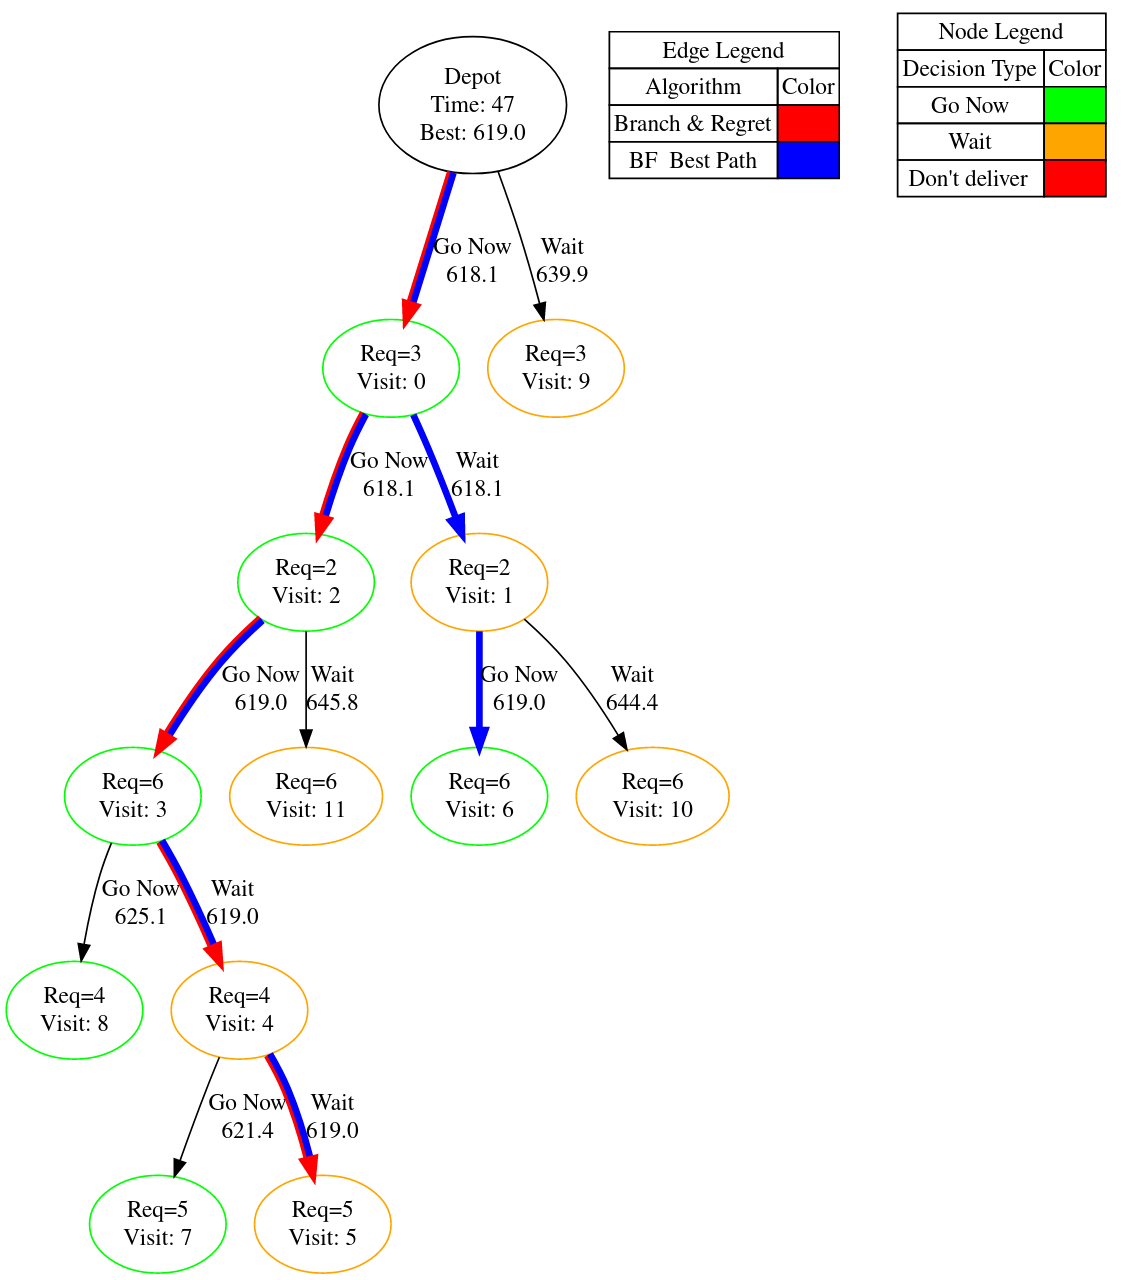 Depot
Time: 47
Best: 619.0
Edge Legend
Algorithm Color
Branch & Regret
BF Best Path
Node Legend
Decision Type Color
Go Now
Wait
Don't deliver
Go Now
618.1
Wait
639.9
Req=3
Visit: 0
Req=3
Visit: 9
Go Now
618.1
Wait
618.1
Req=2
Visit: 2
Req=2
Visit: 1
Go Now
619.0
Wait
645.8
Go Now
619.0
Wait
644.4
Req=6
Visit: 3
Req=6
Visit: 11
Req=6
Visit: 6
Req=6
Visit: 10
Go Now
625.1
Wait
619.0
Req=4
Visit: 8
Req=4
Visit: 4
Go Now
621.4
Wait
619.0
Req=5
Visit: 7
Req=5
Visit: 5